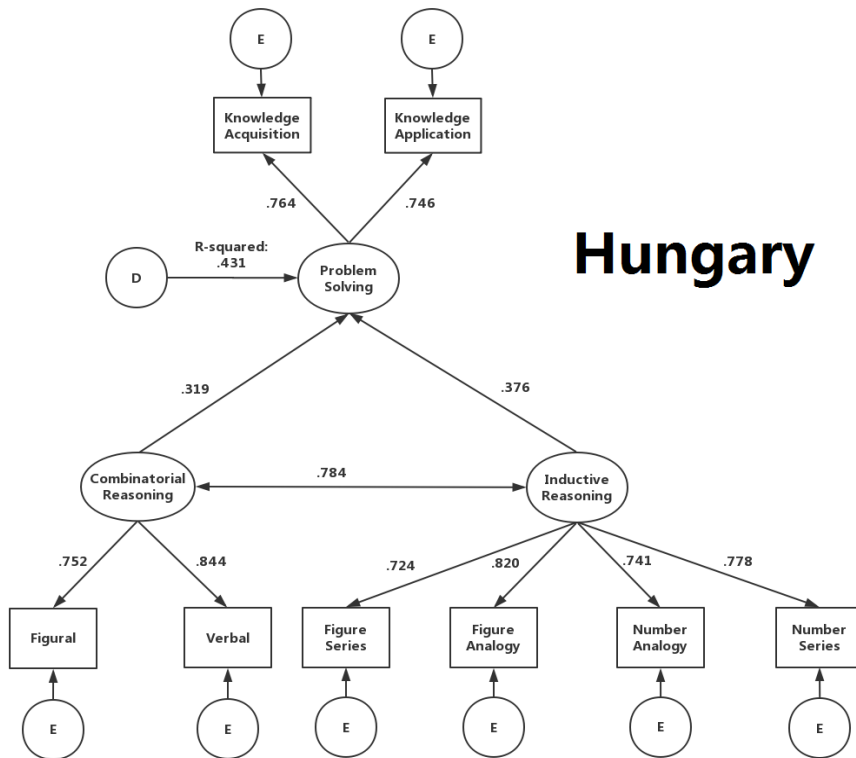 E
E
Knowledge
Acquisition
Knowledge
Application
.764
.746
Hungary
R-squared:
.431
D
Problem
Solving
.319
.376
Combinatorial
Reasoning
.784
Inductive
Reasoning
.752
.844
.724
.820
.741
.778
Figural
Verbal
Figure
Series
Figure
Analogy
Number
Analogy
Number
Series
E
E
E
E
E
E